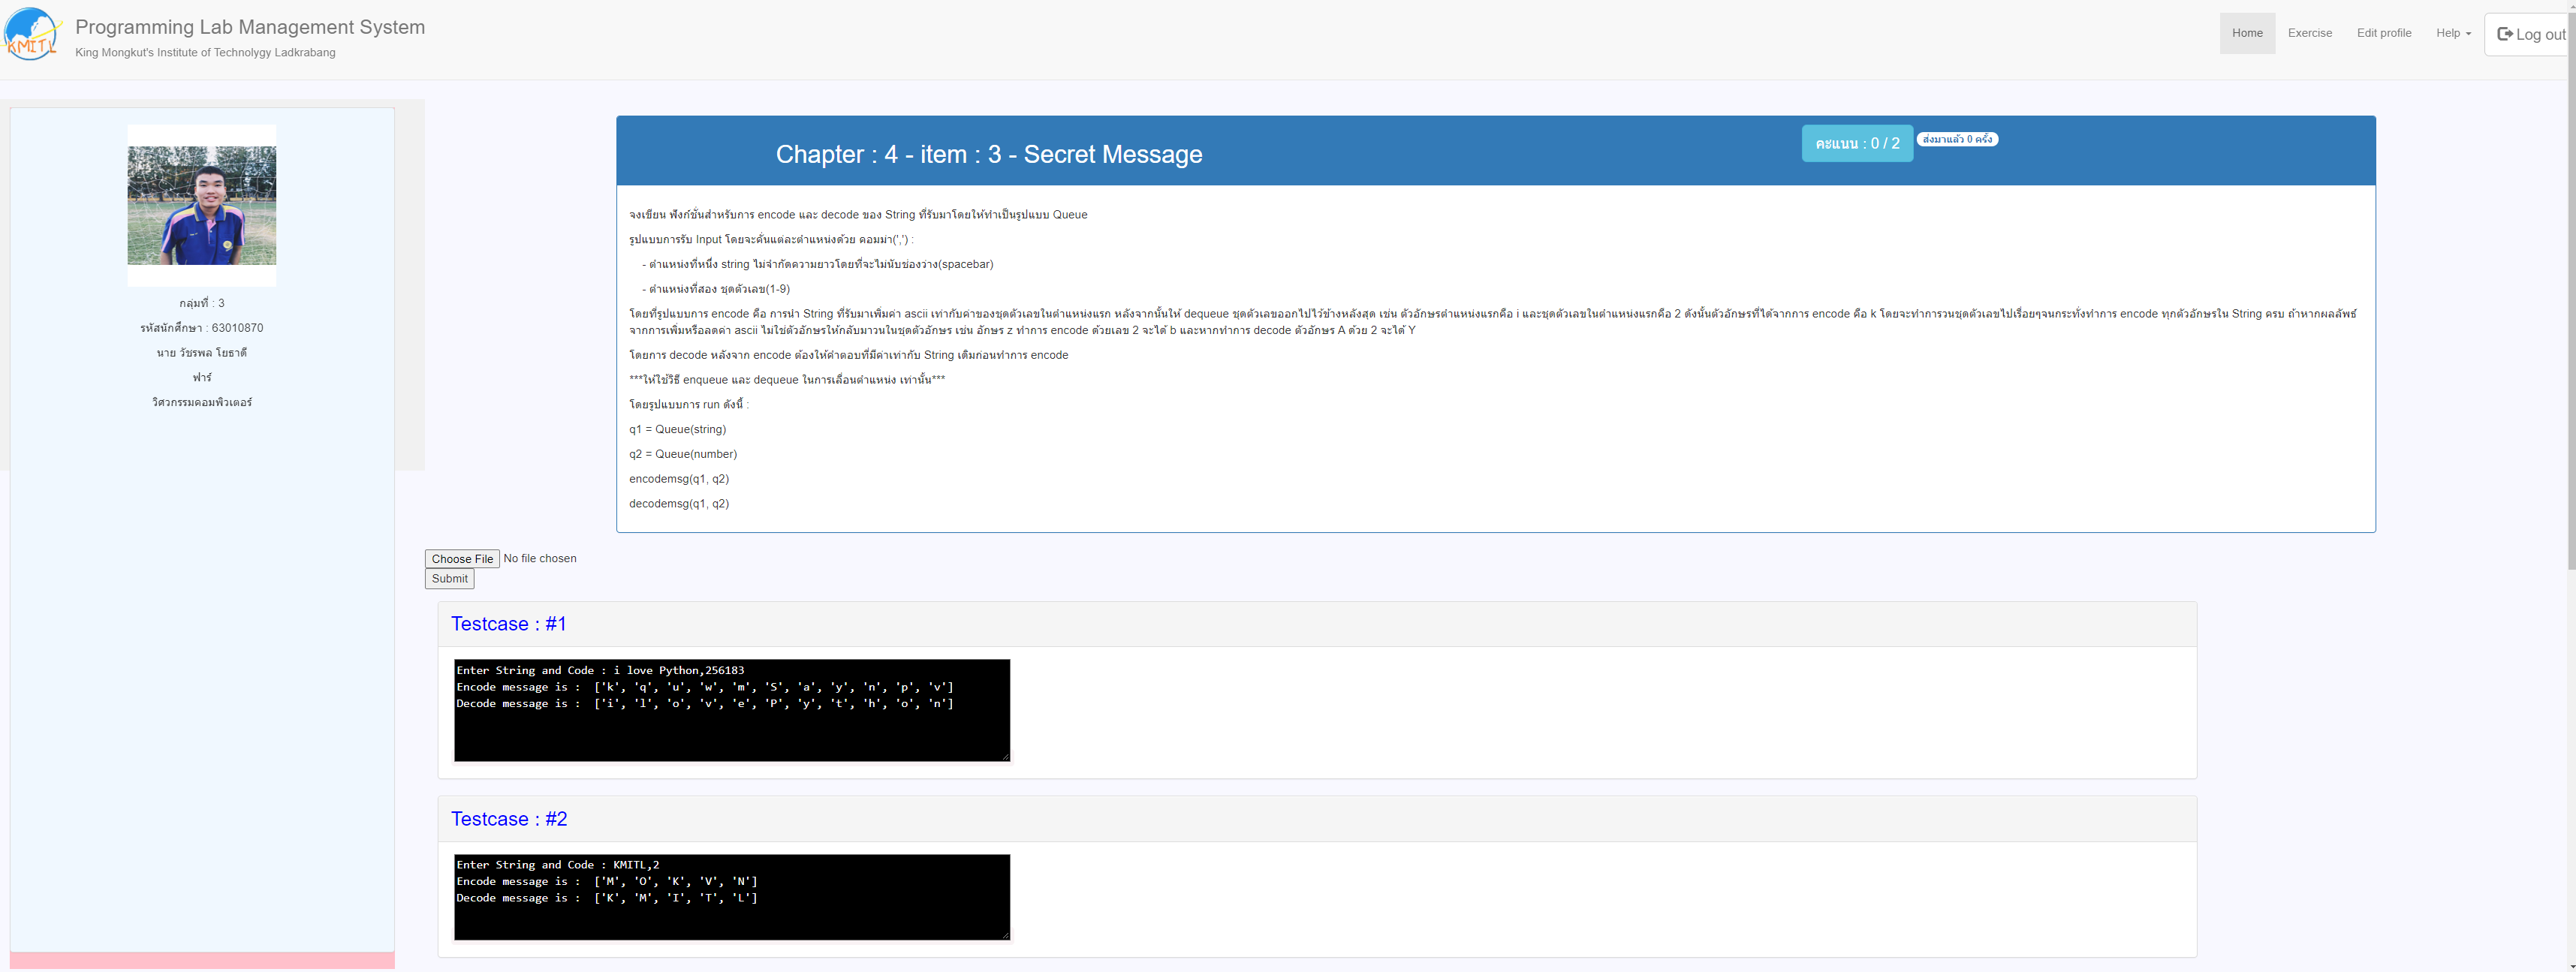 KMITL
Programming Lab Management System
King Mongkut's Institute of Technolygy Ladkrabang
Home
Exercise
Edit profile
Help
Log out
กลุ่มที่ : 3
รหัสนักศึกษา : 63010870
นาย วัชรพล โยธาดี
ฟาร์
วิศวกรรมคอมพิวเตอร์
Chapter : 4 - item : 3 - Secret Message
คะแนน : 0 / 2
ส่งมาแล้ว 0 ครั้ง
จงเขียน ฟังก์ชั่นสำหรับการ encode และ decode ของ String ที่รับมาโดยให้ทำเป็นรูปแบบ Queue
รูปแบบการรับ Input โดยจะคั่นแต่ละตำแหน่งด้วย คอมม่า(',') :
- ตำแหน่งที่หนึ่ง string ไม่จำกัดความยาวโดยที่จะไม่นับช่องว่าง(spacebar)
- ตำแหน่งที่สอง ชุดตัวเลข(1-9)
โดยที่รูปแบบการ encode คือ การนำ String ที่รับมาเพิ่มค่า ascii เท่ากับค่าของชุดตัวเลขในตำแหน่งแรก หลังจากนั้นให้ dequeue ชุดตัวเลขออกไปไว้ข้างหลังสุด เช่น ตัวอักษรตำแหน่งแรกคือ i และชุดตัวเลขในตำแหน่งแรกคือ 2 ดังนั้นตัวอักษรที่ได้จากการ encode คือ k โดยจะทำการวนชุดตัวเลขไปเรื่อยๆจนกระทั่งทำการ encode ทุกตัวอักษรใน String ครบ ถ้าหากผลลัพธ์
จากการเพิ่มหรือลดค่า ascii ไม่ใช่ตัวอักษรให้กลับมาวนในชุดตัวอักษร เช่น อักษร z ทำการ encode ด้วยเลข 2 จะได้ b และหากทำการ decode ตัวอักษร A ด้วย 2 จะได้ Y
โดยการ decode หลังจาก encode ต้องให้คำตอบที่มีค่าเท่ากับ String เดิมก่อนทำการ encode
***ให้ใช้วิธี enqueue และ dequeue ในการเลื่อนตำแหน่ง เท่านั้น***
โดยรูปแบบการ run ดังนี้ :
q1 = Queue(string)
q2 = Queue(number)
encodemsg(q1, q2)
decodemsg(q1, q2)
Choose File No file chosen
Submit
Testcase : #1
Enter String and Code : i love Python,256183
Encode message is :  ['k', 'q', 'u', 'w', 'm', 'S', 'a', 'y', 'n', 'p', 'v']
Decode message is :  ['i', 'l', 'o', 'v', 'e', 'P', 'y', 't', 'h', 'o', 'n']
Testcase : #2
Enter String and Code : KMITL,2
Encode message is :  ['M', 'O', 'K', 'V', 'N']
Decode message is :  ['K', 'M', 'I', 'T', 'L']